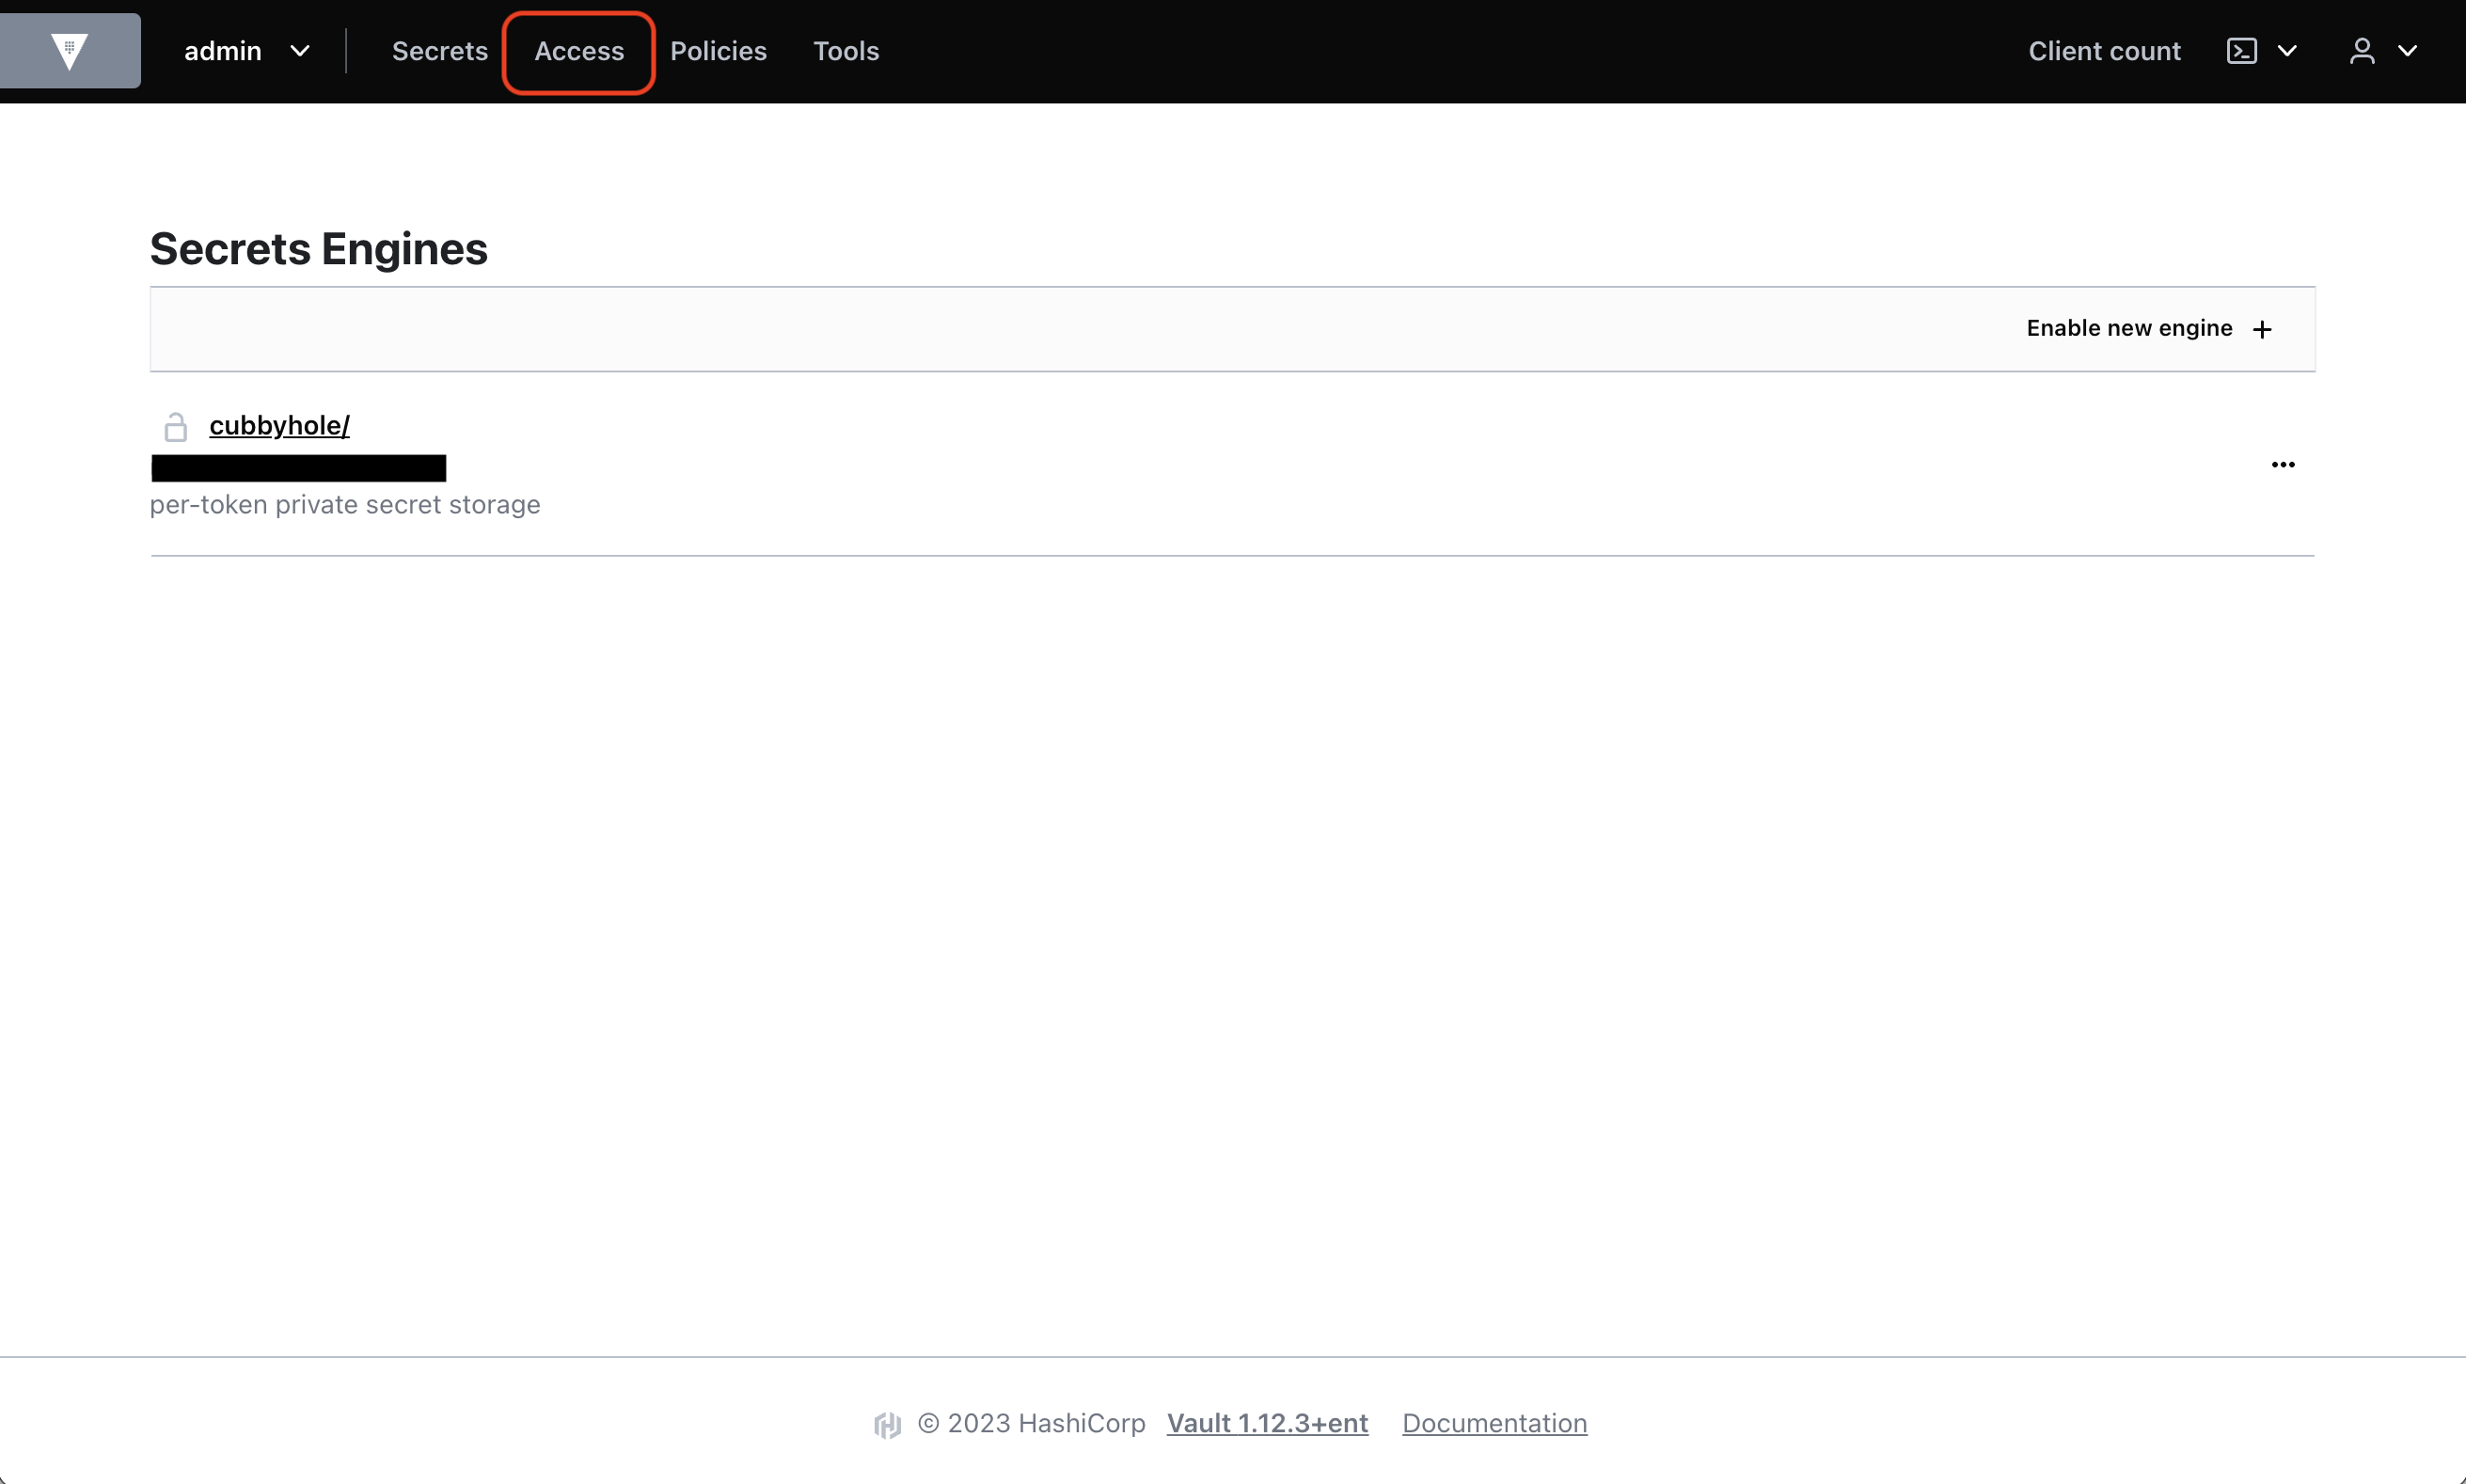 admin Secrets Access Policies Tools Client count
Secrets Engines
Enable new engine +
cubbyhole/
per-token private secret storage
© 2023 HashiCorp Vault 1.12.3+ent Documentation